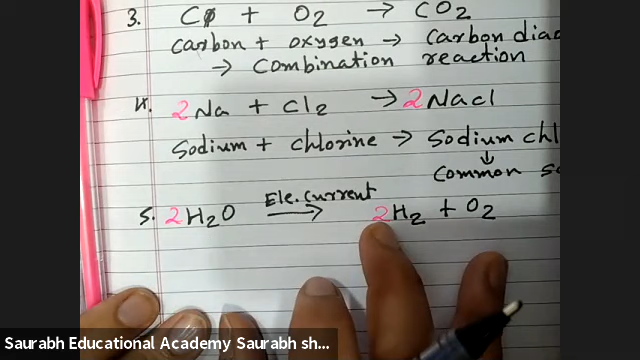 3. C + O2 → CO2
carbon + oxygen → carbon
→ combination reaction
4. 2Na + Cl2 → 2Nacl
Sodium + chlorine → Sodium
↓
common
5. 2H2O Ele.current → 2H2 + O2
Saurabh Educational Academy Saurabh sh...